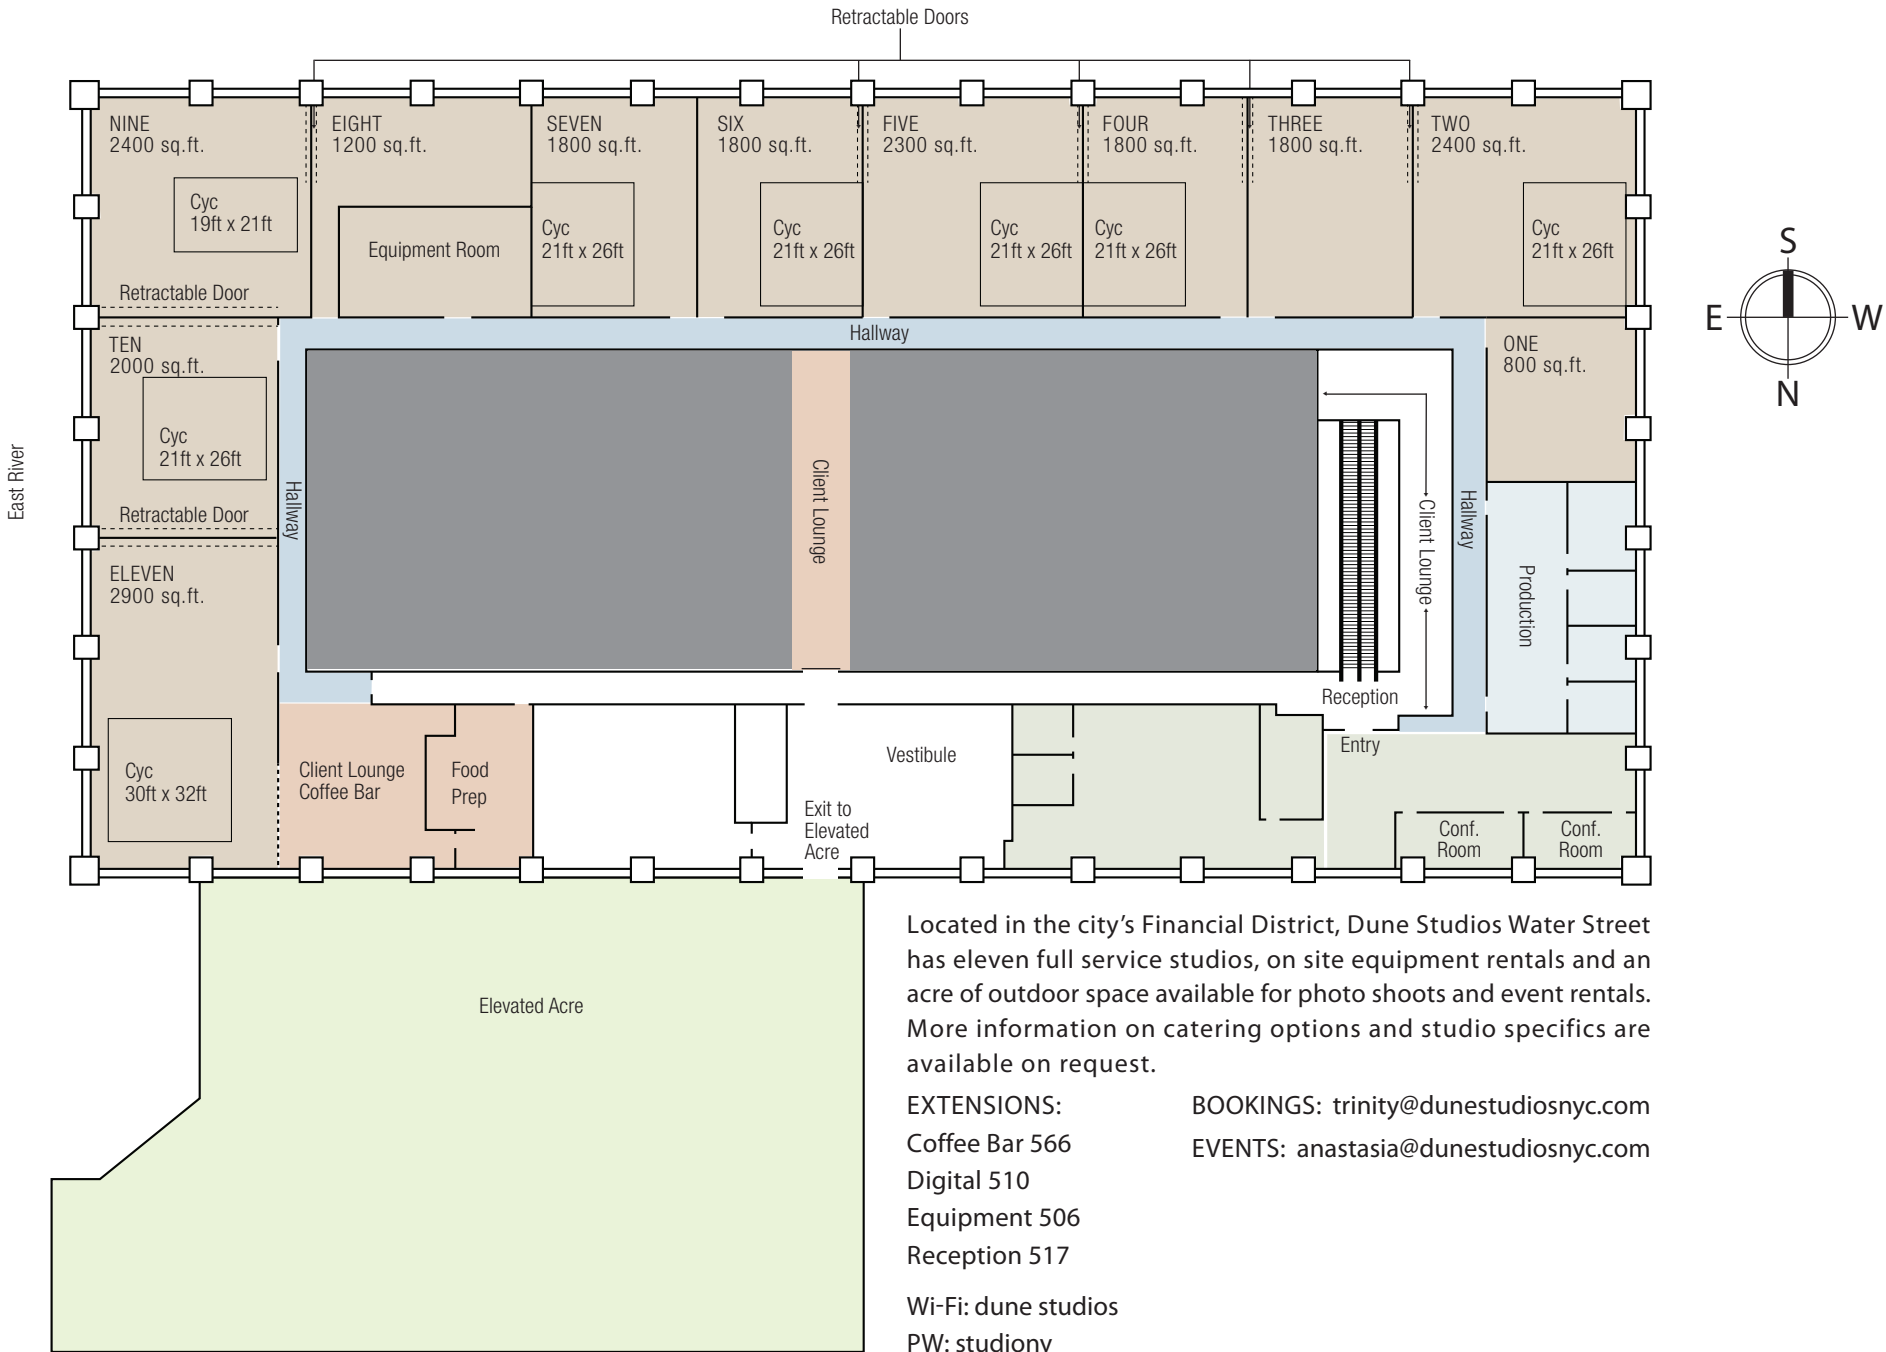 Retractable Doors
NINE
2400 sq.ft.
EIGHT
1200 sq.ft.
SEVEN
1800 sq.ft.
SIX
1800 sq.ft.
FIVE
2300 sq.ft.
FOUR
1800 sq.ft.
THREE
1800 sq.ft.
TWO
2400 sq.ft.
Cyc
19ft x 21ft
Equipment Room
Cyc
21ft x 26ft
Cyc
21ft x 26ft
Cyc
21ft x 26ft
Cyc
21ft x 26ft
Cyc
21ft x 26ft
S
E
W
N
Retractable Door
Hallway
TEN
2000 sq.ft.
ONE
800 sq.ft.
Cyc
21ft x 26ft
East River
Hallway
Client Lounge
Client Lounge
Hallway
Retractable Door
ELEVEN
2900 sq.ft.
Production
Reception
Entry
Cyc
30ft x 32ft
Client Lounge
Coffee Bar
Food
Prep
Vestibule
Exit to
Elevated
Acre
Conf.
Room
Conf.
Room
Elevated Acre
Located in the city’s Financial District, Dune Studios Water Street
has eleven full service studios, on site equipment rentals and an
acre of outdoor space available for photo shoots and event rentals.
More information on catering options and studio specifics are
available on request.
EXTENSIONS:
Coffee Bar 566
Digital 510
Equipment 506
Reception 517
BOOKINGS: trinity@dunestudiosnyc.com
EVENTS: anastasia@dunestudiosnyc.com
Wi-Fi: dune studios
PW: studiony